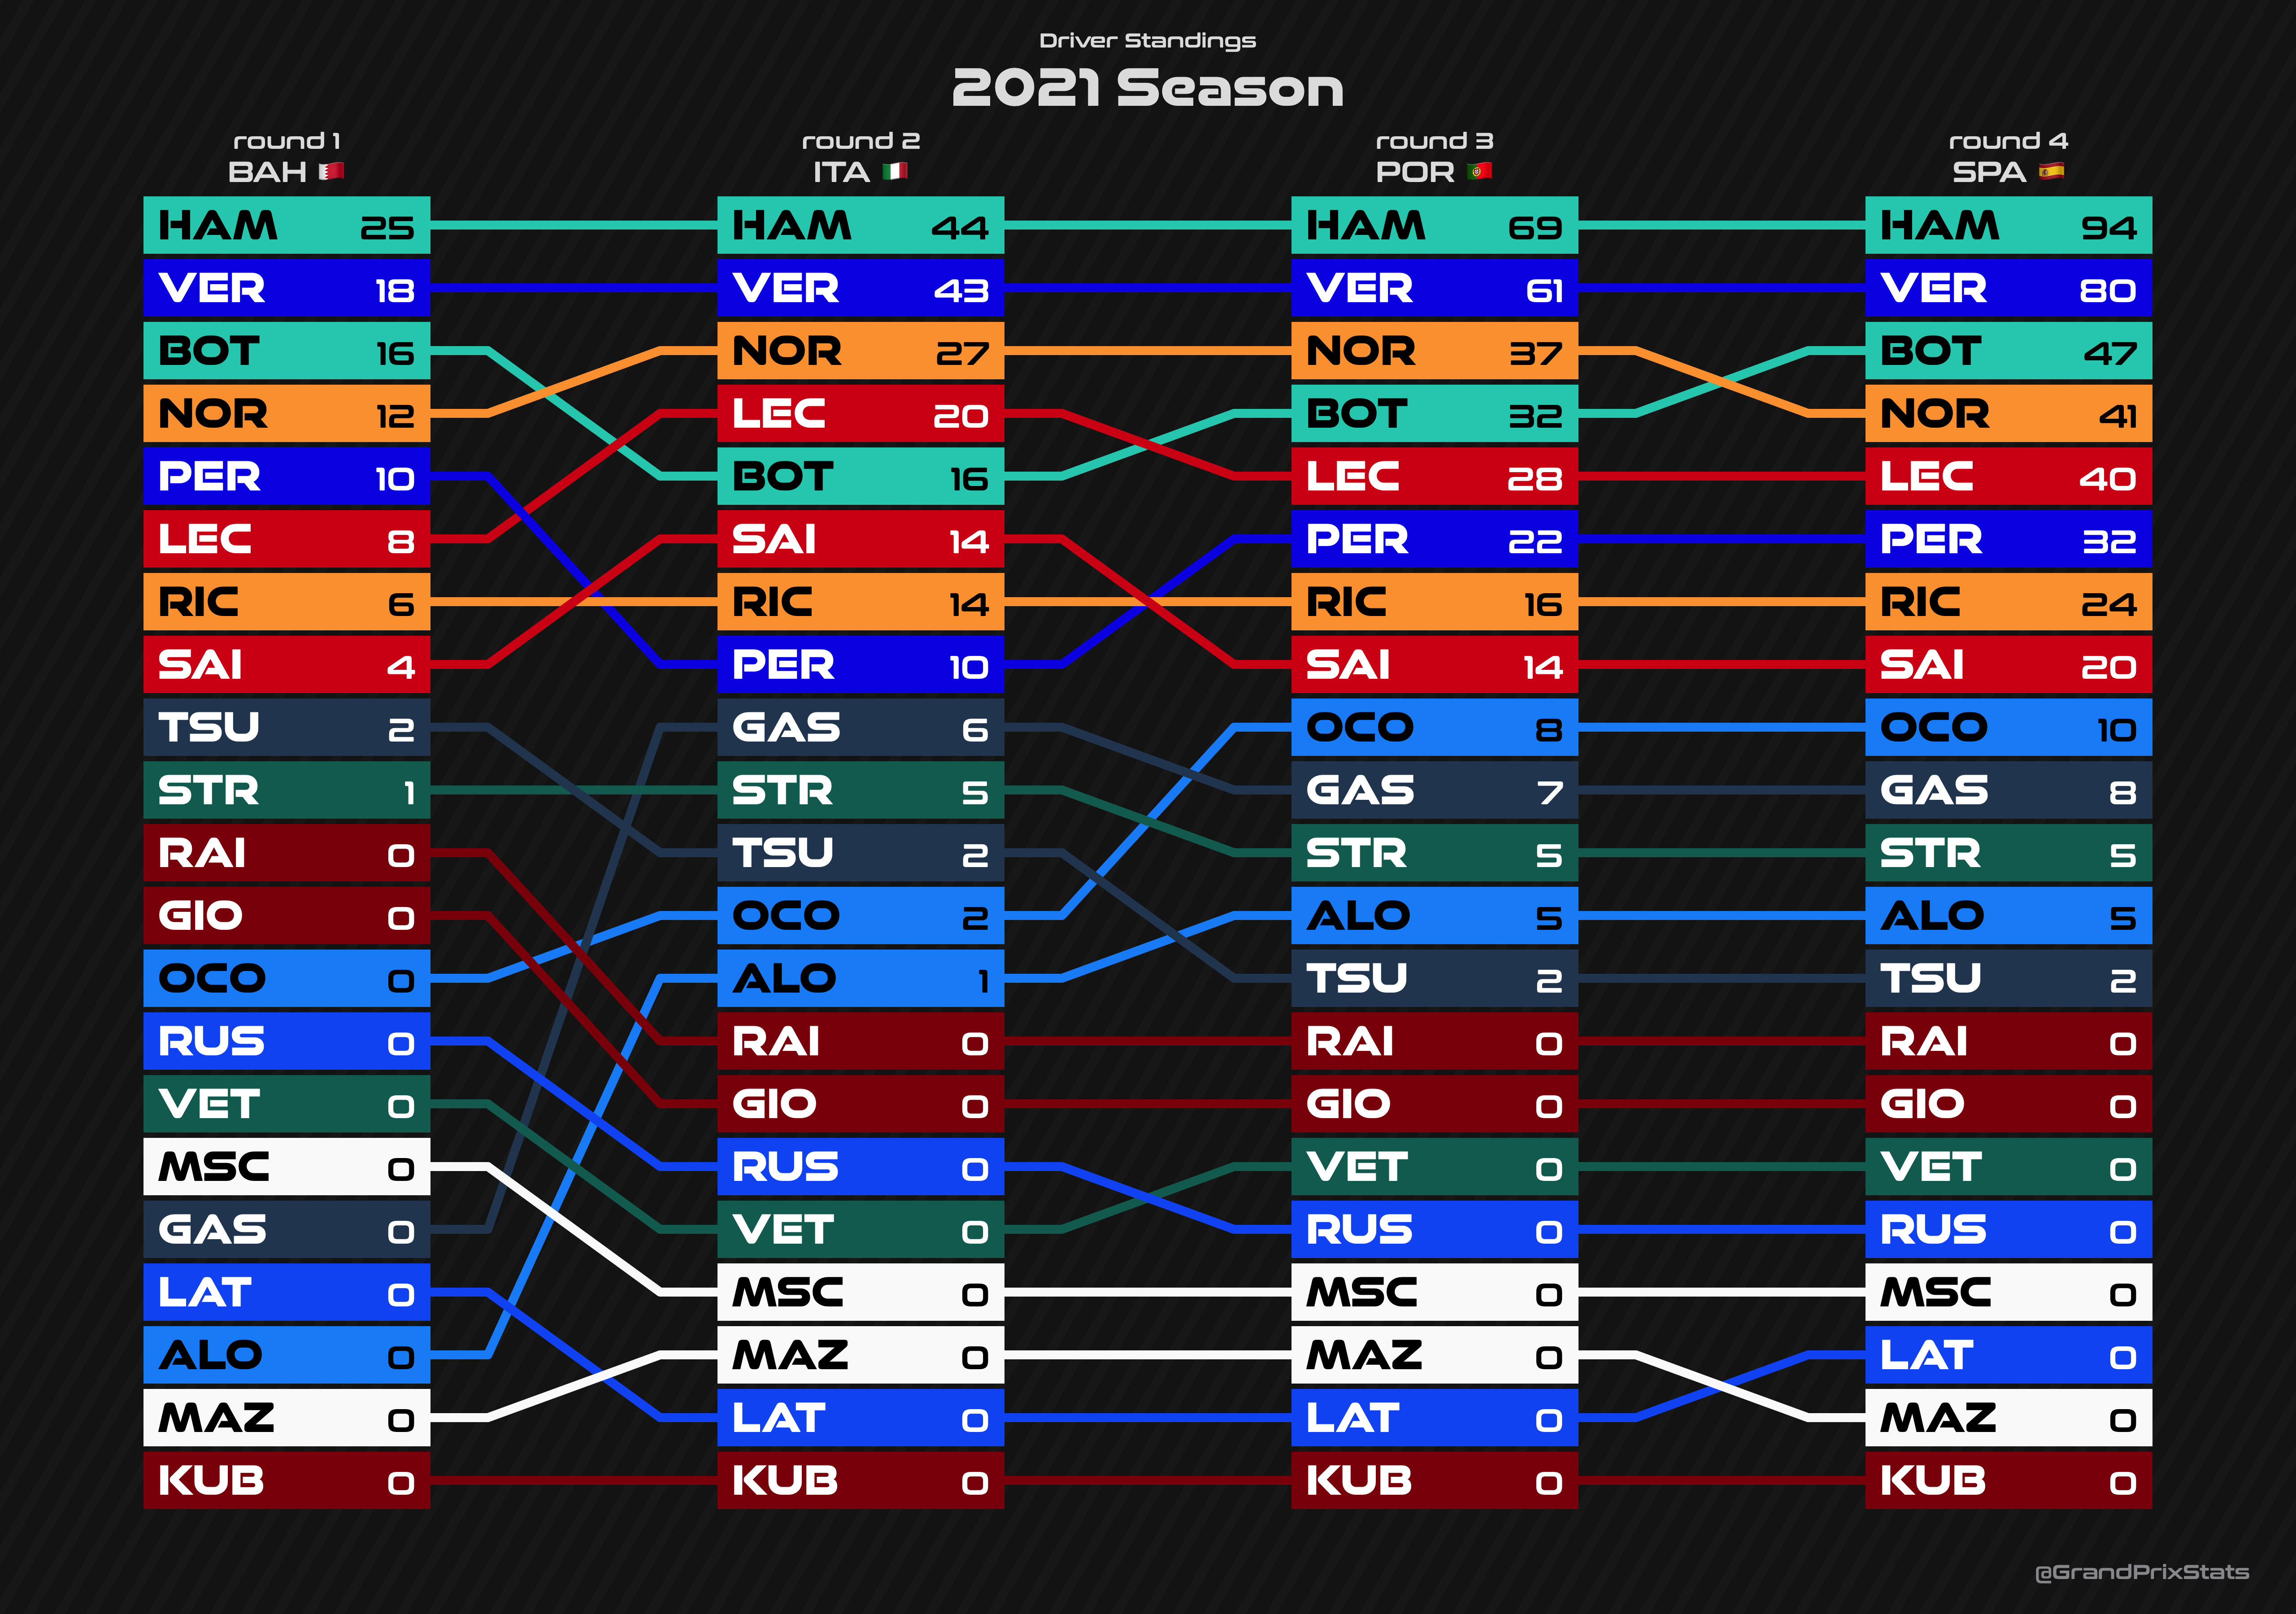 Driver Standings
2021 Season
round 1
BAH
HAM 25
VER 18
BOT 16
NOR 12
PER 10
LEC 8
RIC 6
SAI 4
TSU 2
STR 1
RAI 0
GIO 0
OCO 0
RUS 0
VET 0
MSC 0
GAS 0
LAT 0
ALO 0
MAZ 0
KUB 0
round 2
ITA
HAM 44
VER 43
NOR 27
LEC 20
BOT 16
SAI 14
RIC 14
PER 10
GAS 6
STR 5
TSU 2
OCO 2
ALO 1
RAI 0
GIO 0
RUS 0
VET 0
MSC 0
MAZ 0
LAT 0
KUB 0
round 3
POR
HAM 69
VER 61
NOR 37
BOT 32
LEC 28
PER 22
RIC 16
SAI 14
OCO 8
GAS 7
STR 5
ALO 5
TSU 2
RAI 0
GIO 0
VET 0
RUS 0
MSC 0
MAZ 0
LAT 0
KUB 0
round 4
SPA
HAM 94
VER 80
BOT 47
NOR 41
LEC 40
PER 32
RIC 24
SAI 20
OCO 10
GAS 8
STR 5
ALO 5
TSU 2
RAI 0
GIO 0
VET 0
RUS 0
MSC 0
LAT 0
MAZ 0
KUB 0
@GrandPrixStats